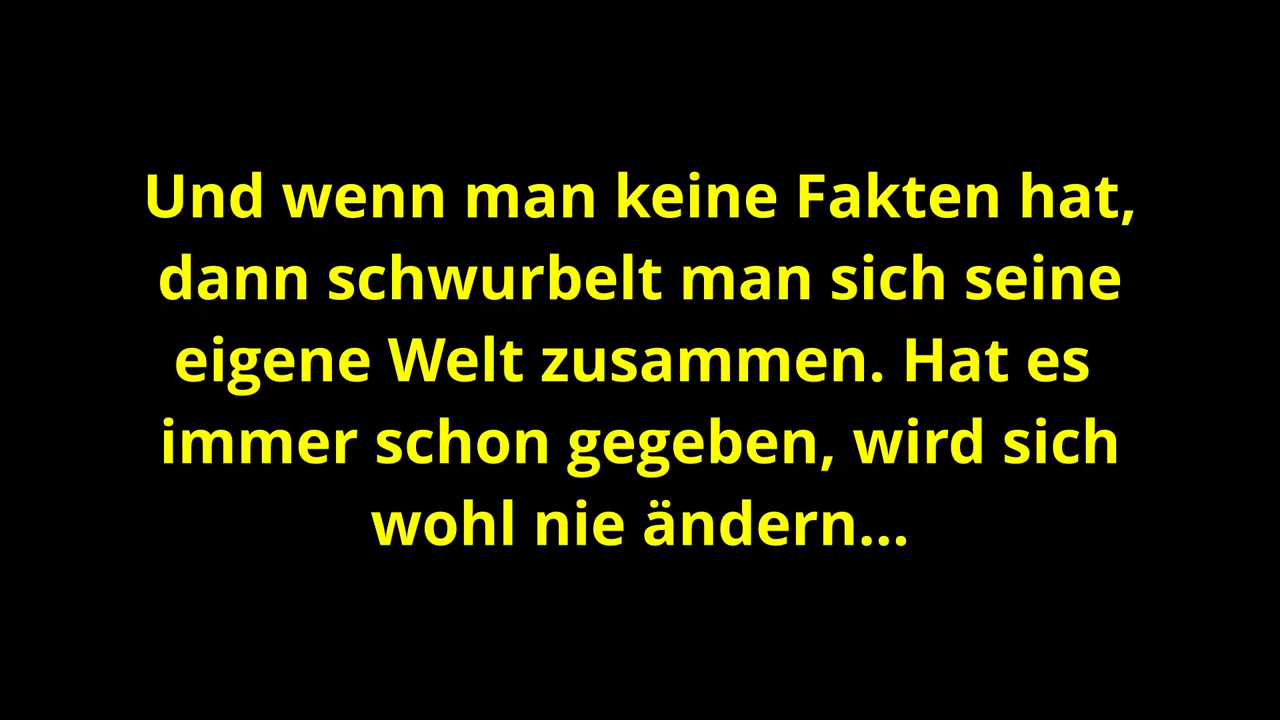 Und wenn man keine Fakten hat,
dann schwurbelt man sich seine
eigene Welt zusammen. Hat es
immer schon gegeben, wird sich
wohl nie ändern...